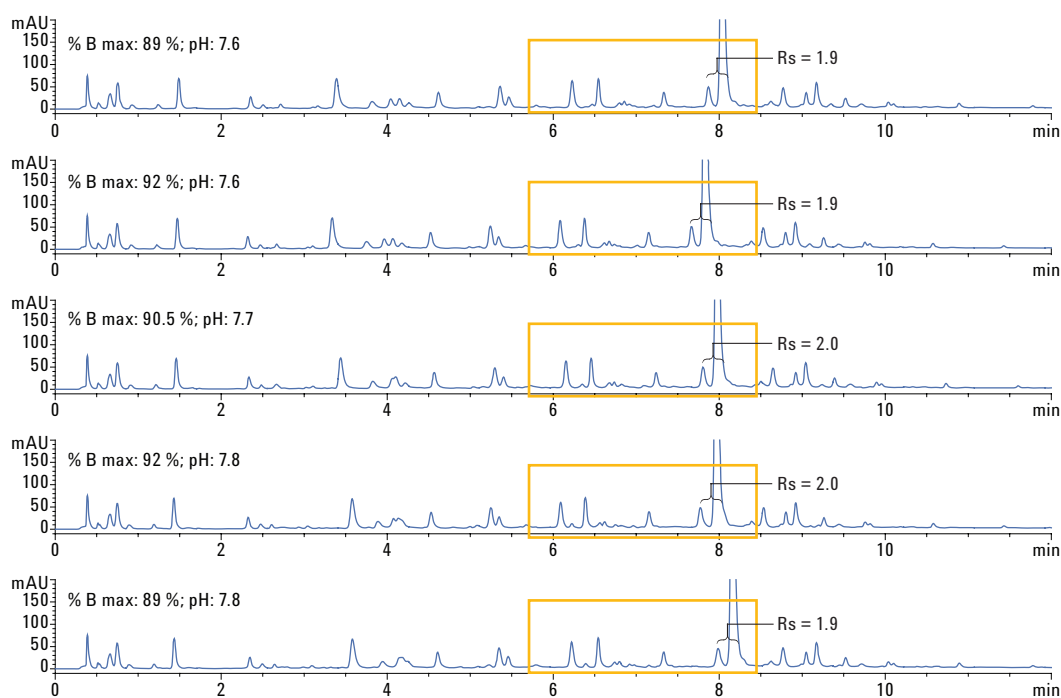 mAU
150
100
50
0
% B max: 89 %; pH: 7.6
Rs = 1.9
0 2 4 6 8 10 min
mAU
150
100
50
0
% B max: 92 %; pH: 7.6
Rs = 1.9
0 2 4 6 8 10 min
mAU
150
100
50
0
% B max: 90.5 %; pH: 7.7
Rs = 2.0
0 2 4 6 8 10 min
mAU
150
100
50
0
% B max: 92 %; pH: 7.8
Rs = 2.0
0 2 4 6 8 10 min
mAU
150
100
50
0
% B max: 89 %; pH: 7.8
Rs = 1.9
0 2 4 6 8 10 min